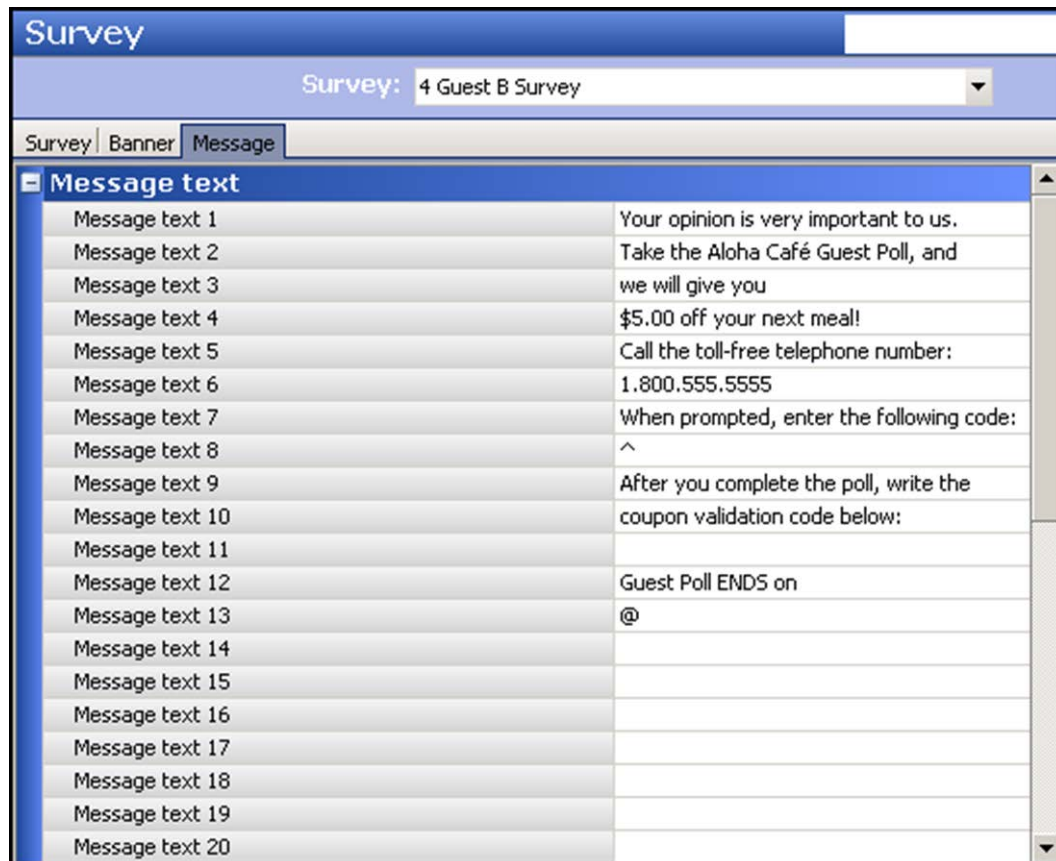 Survey
Survey: 4 Guest B Survey
Survey Banner Message
Message text
Message text 1 Your opinion is very important to us.
Message text 2 Take the Aloha Café Guest Poll, and
Message text 3 we will give you
Message text 4 $5.00 off your next meal!
Message text 5 Call the toll-free telephone number:
Message text 6 1.800.555.5555
Message text 7 When prompted, enter the following code:
Message text 8 ^
Message text 9 After you complete the poll, write the
Message text 10 coupon validation code below:
Message text 11
Message text 12 Guest Poll ENDS on
Message text 13 @
Message text 14
Message text 15
Message text 16
Message text 17
Message text 18
Message text 19
Message text 20